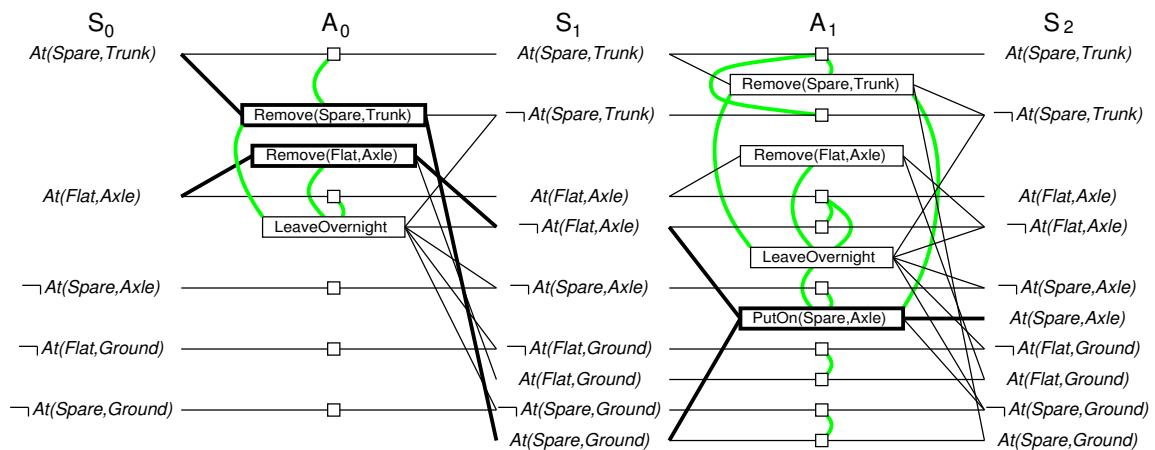 S0 A0 S1 A1 S2
At(Spare,Trunk) At(Spare,Trunk) At(Spare,Trunk)
Remove(Spare,Trunk)
Remove(Spare,Trunk) ¬At(Spare,Trunk) ¬At(Spare,Trunk)
Remove(Flat,Axle) Remove(Flat,Axle)
At(Flat,Axle) At(Flat,Axle) At(Flat,Axle)
LeaveOvernight ¬At(Flat,Axle) ¬At(Flat,Axle)
LeaveOvernight
¬At(Spare,Axle) ¬At(Spare,Axle) ¬At(Spare,Axle)
PutOn(Spare,Axle) At(Spare,Axle)
¬At(Flat,Ground) ¬At(Flat,Ground) ¬At(Flat,Ground)
At(Flat,Ground) At(Flat,Ground)
¬At(Spare,Ground) ¬At(Spare,Ground) ¬At(Spare,Ground)
At(Spare,Ground) At(Spare,Ground)